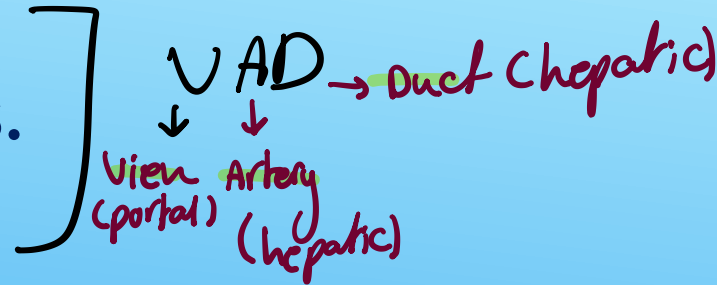 VAD → Duct (hepatic)
Vien Artery
(portal) (hepatic)